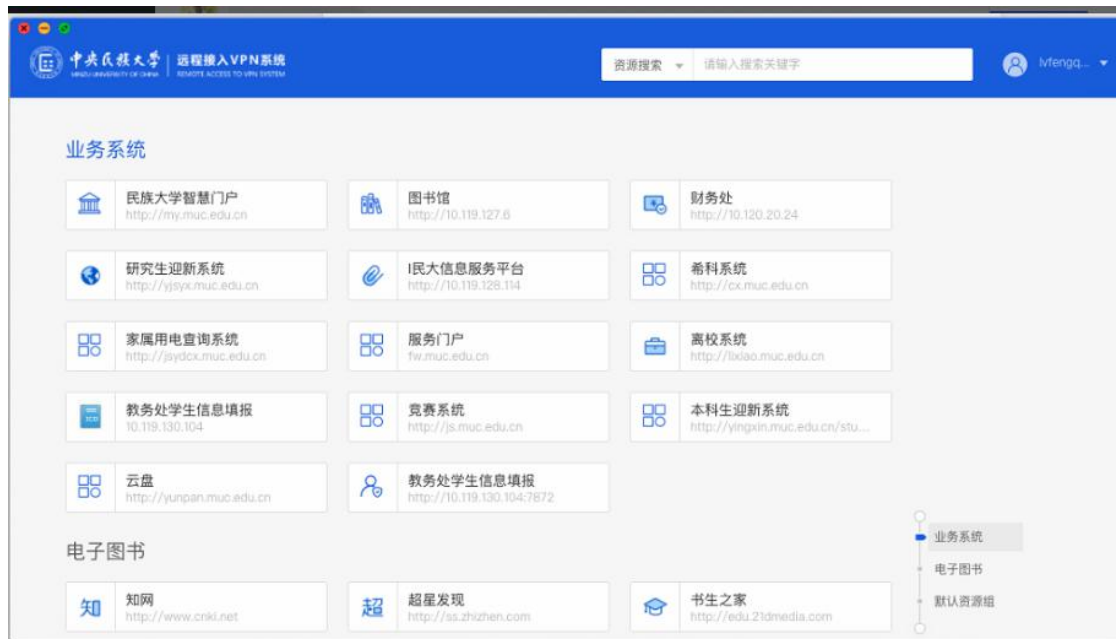 中央民族大学
MINZU UNIVERSITY OF CHINA
远程接入VPN系统
REMOTE ACCESS TO VPN SYSTEM
资源搜索
请输入搜索关键字
lvfengq...
业务系统
民族大学智慧门户
http://my.muc.edu.cn
图书馆
http://10.119.127.6
财务处
http://10.120.20.24
研究生迎新系统
http://yjsyx.muc.edu.cn
I民大信息服务平台
http://10.119.128.114
希科系统
http://cx.muc.edu.cn
家属用电查询系统
http://jsydcx.muc.edu.cn
服务门户
fw.muc.edu.cn
离校系统
http://lixiao.muc.edu.cn
教务处学生信息填报
10.119.130.104
竞赛系统
http://js.muc.edu.cn
本科生迎新系统
http://yingxin.muc.edu.cn/stu...
云盘
http://yunpan.muc.edu.cn
教务处学生信息填报
http://10.119.130.104:7872
业务系统
电子图书
默认资源组
电子图书
知
知网
http://www.cnki.net
超
超星发现
http://ss.zhizhen.com
书生之家
http://edu.21dmedia.com